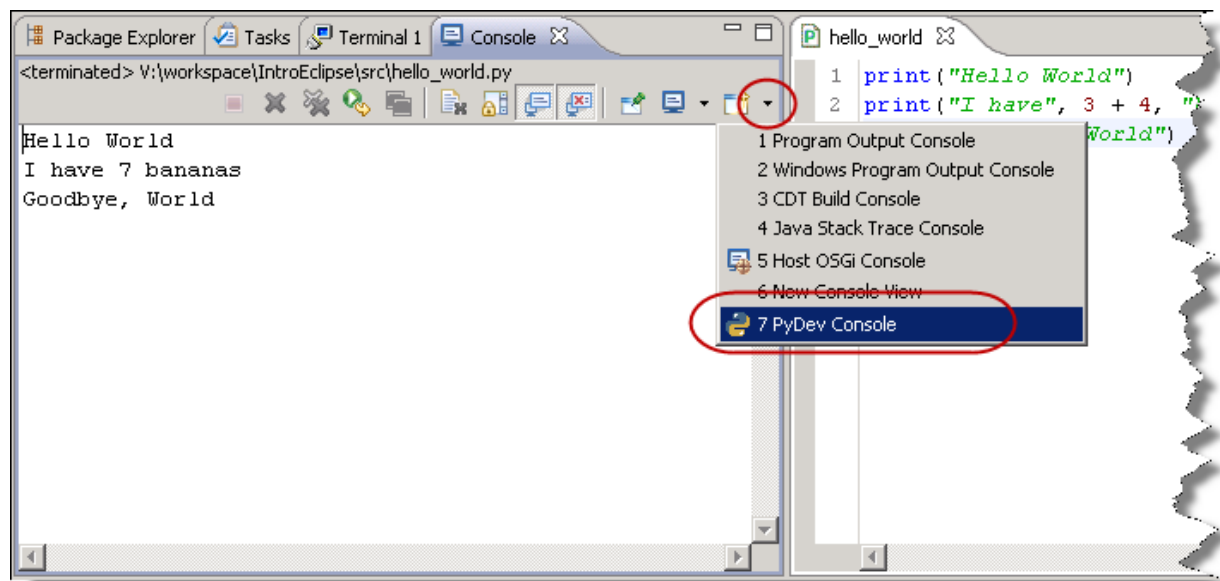 Package Explorer Tasks Terminal 1 Console
<terminated> V:\workspace\IntroEclipse\src\hello_world.py
Hello World
I have 7 bananas
Goodbye, World
hello_world
1 print("Hello World")
2 print("I have", 3 + 4, "
World")
1 Program Output Console
2 Windows Program Output Console
3 CDT Build Console
4 Java Stack Trace Console
5 Host OSGi Console
6 New Console View
7 PyDev Console